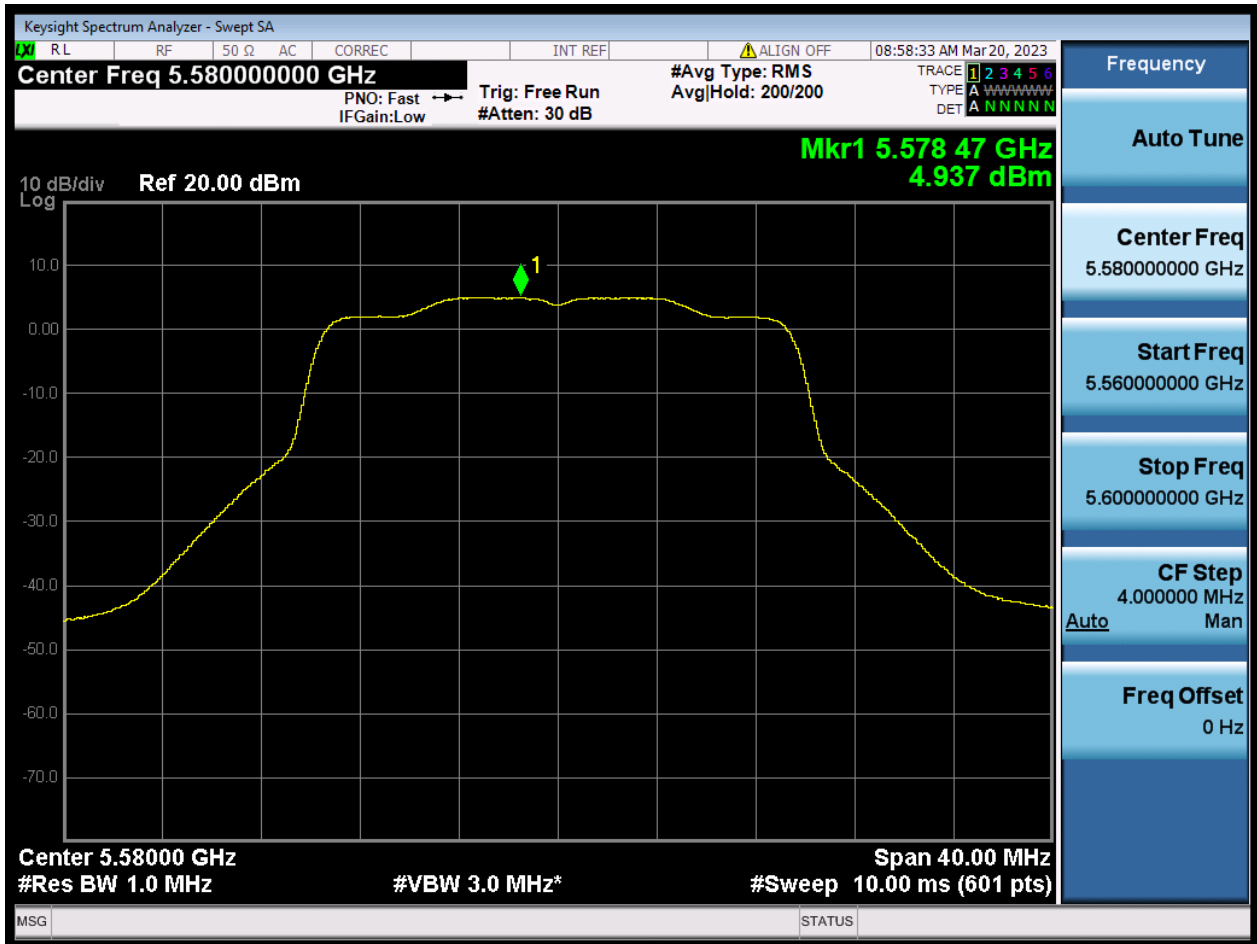 Keysight Spectrum Analyzer - Swept SA
LXI RL RF 50 Ω AC CORREC INT REF ALIGN OFF 08:58:33 AM Mar 20, 2023
Center Freq 5.580000000 GHz
PNO: Fast
IFGain:Low
Trig: Free Run
#Atten: 30 dB
#Avg Type: RMS
Avg|Hold: 200/200
TRACE 1 2 3 4 5 6
TYPE A WWWWW
DET A N N N N N
Mkr1 5.578 47 GHz
4.937 dBm
10 dB/div Ref 20.00 dBm
Log
1
10.0
0.00
-10.0
-20.0
-30.0
-40.0
-50.0
-60.0
-70.0
Center 5.58000 GHz Span 40.00 MHz
#Res BW 1.0 MHz #VBW 3.0 MHz* #Sweep 10.00 ms (601 pts)
MSG STATUS
Frequency
Auto Tune
Center Freq
5.580000000 GHz
Start Freq
5.560000000 GHz
Stop Freq
5.600000000 GHz
CF Step
4.000000 MHz
Auto Man
Freq Offset
0 Hz